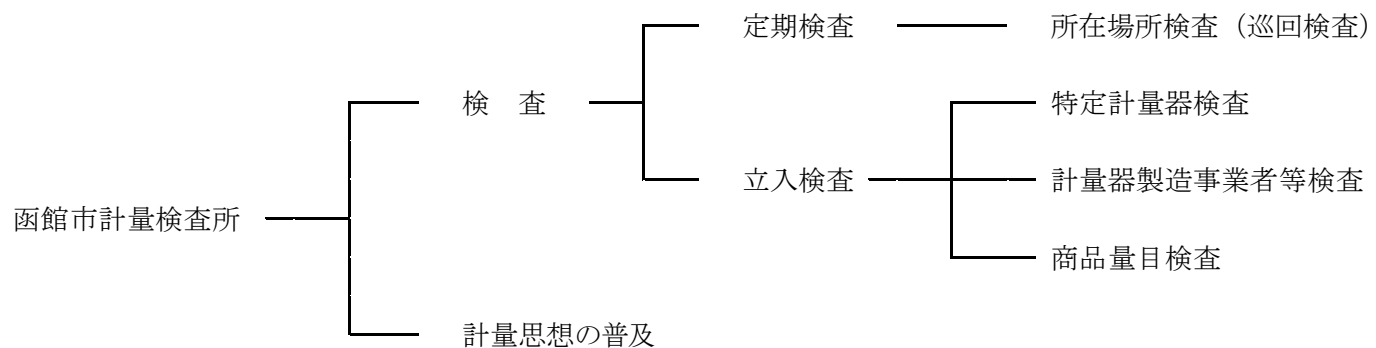 定期検査
所在場所検査（巡回検査）
検　査
特定計量器検査
立入検査
計量器製造事業者等検査
函館市計量検査所
商品量目検査
計量思想の普及